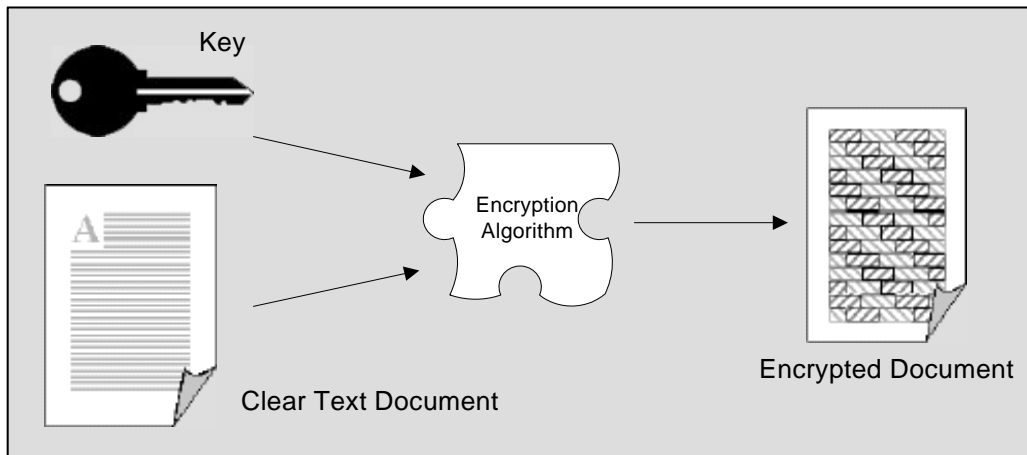 Key
A
Encryption
Algorithm
Clear Text Document
Encrypted Document